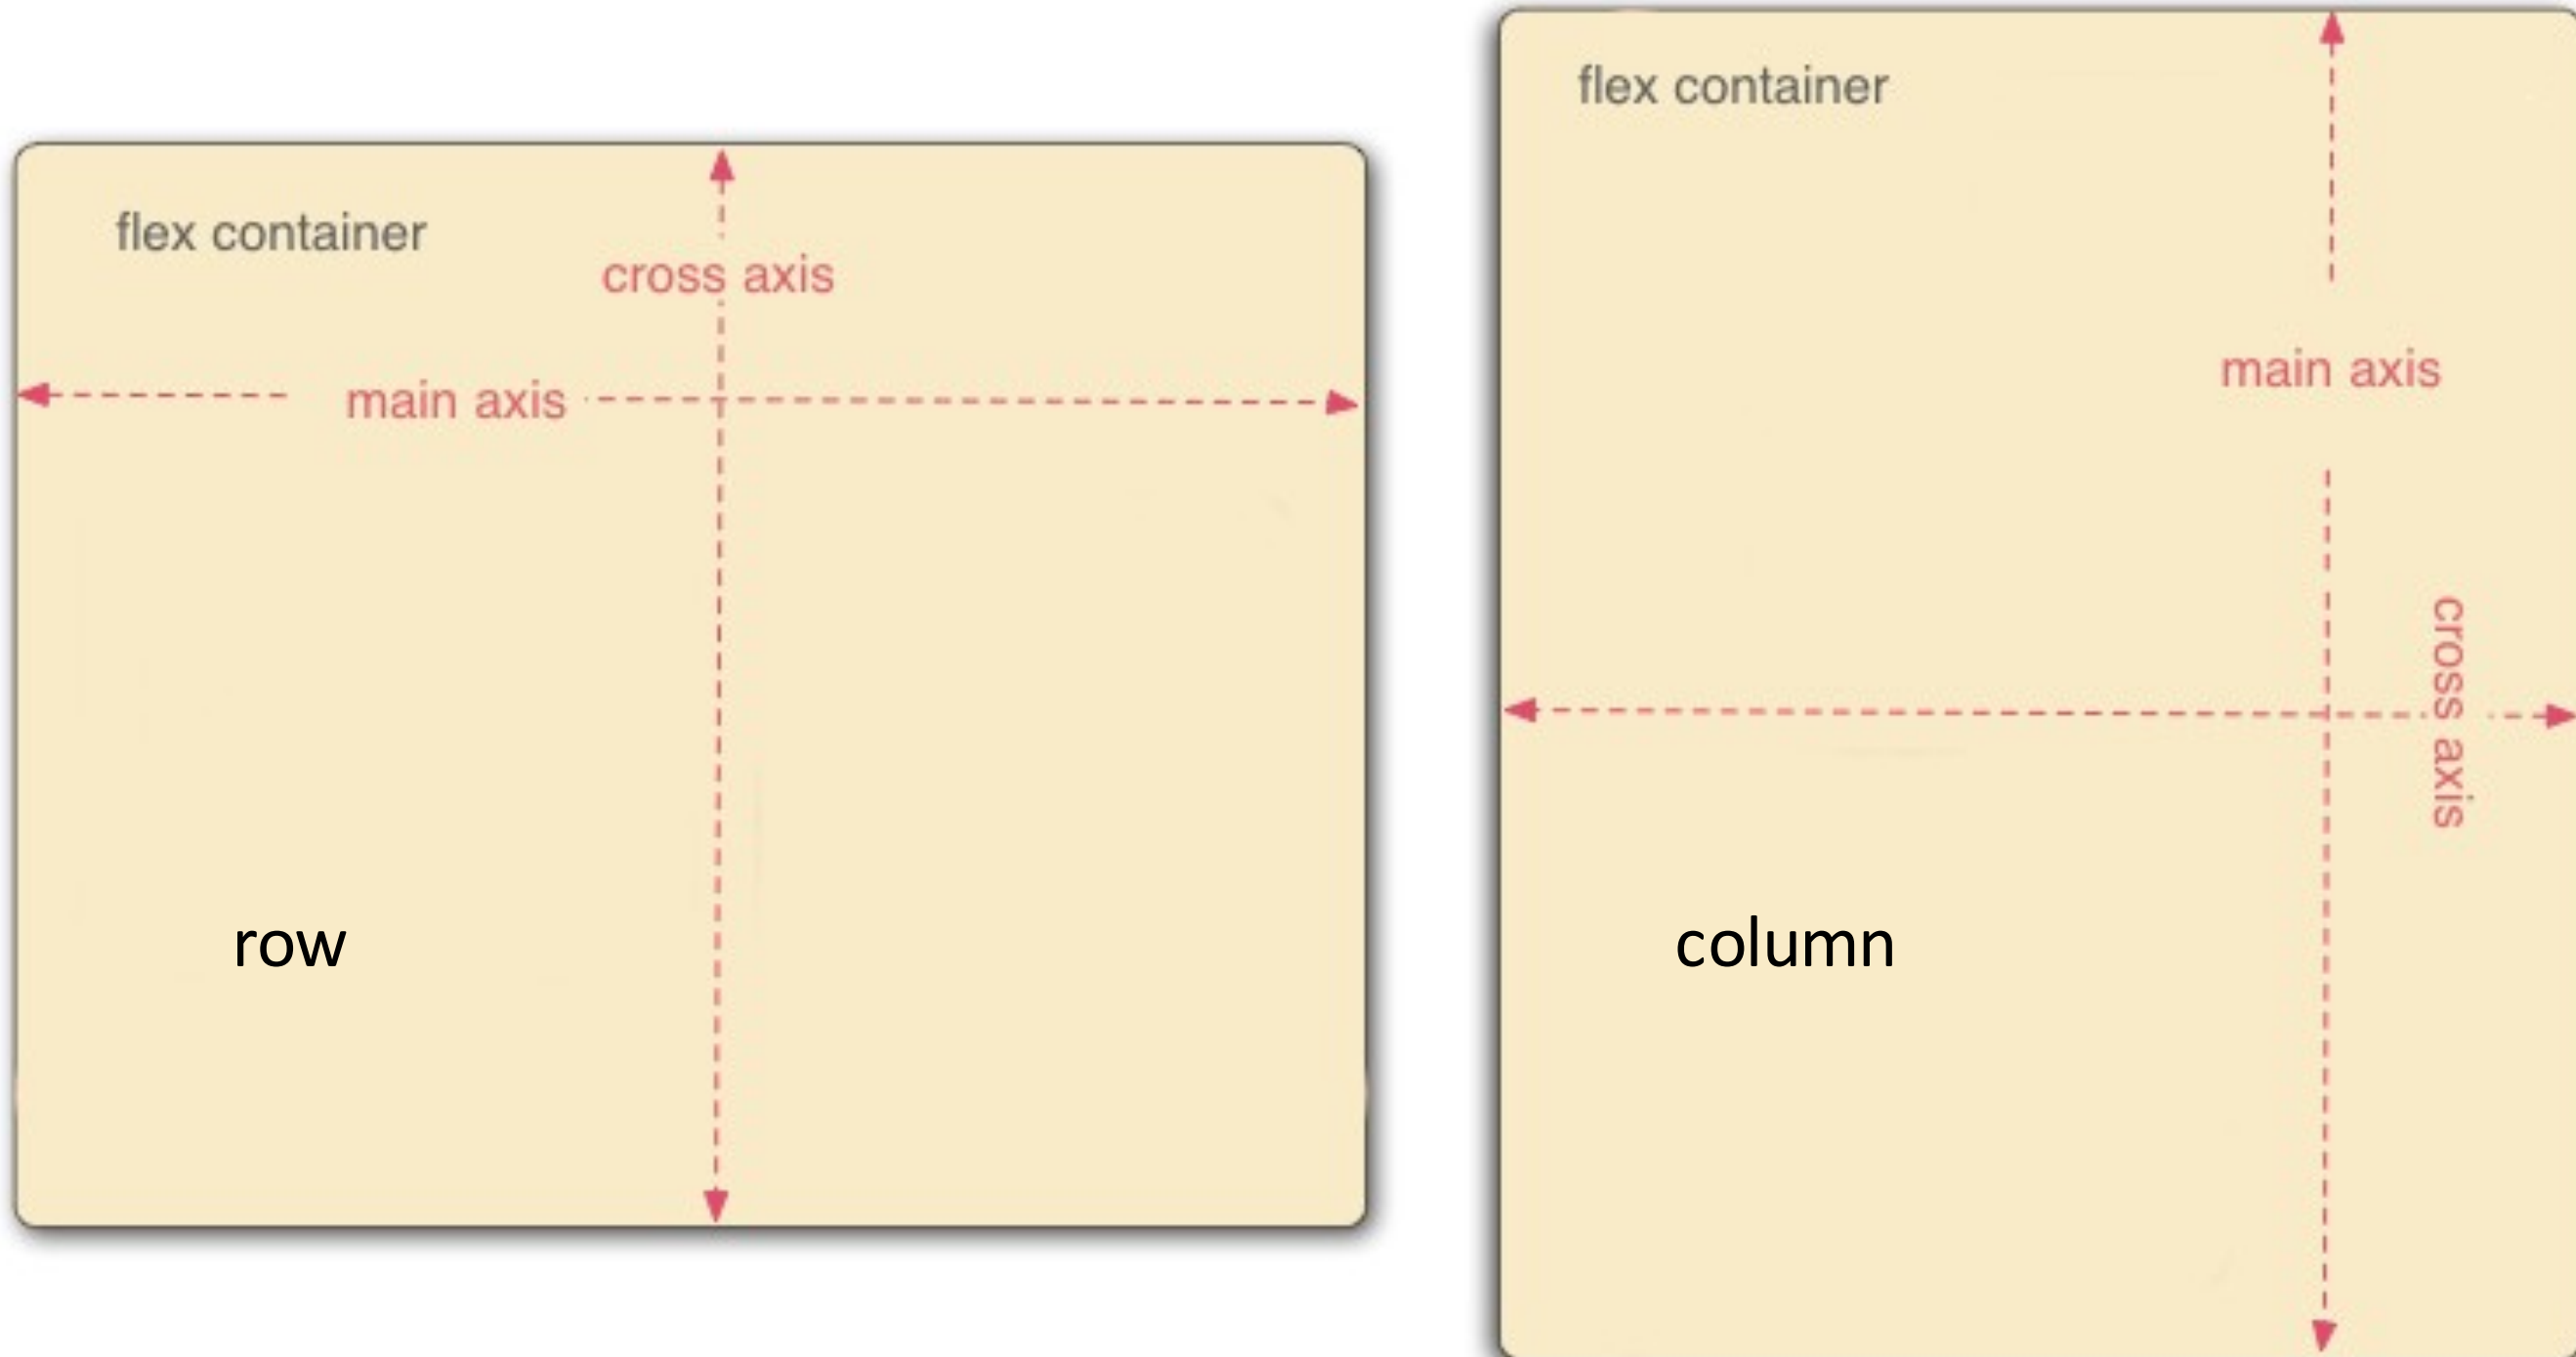 flex container
cross axis
main axis
row
flex container
main axis
cross axis
column